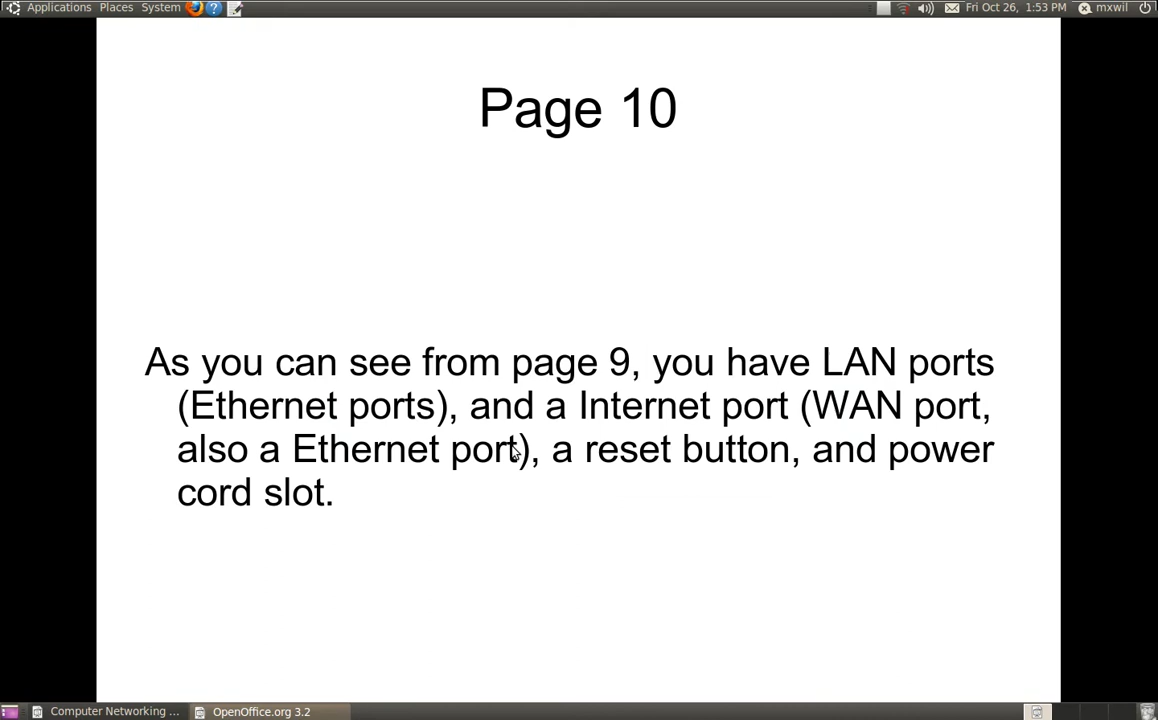 Applications Places System
Fri Oct 26, 1:53 PM mxwil
Page 10
As you can see from page 9, you have LAN ports
(Ethernet ports), and a Internet port (WAN port,
also a Ethernet port), a reset button, and power
cord slot.
Computer Networking ... OpenOffice.org 3.2